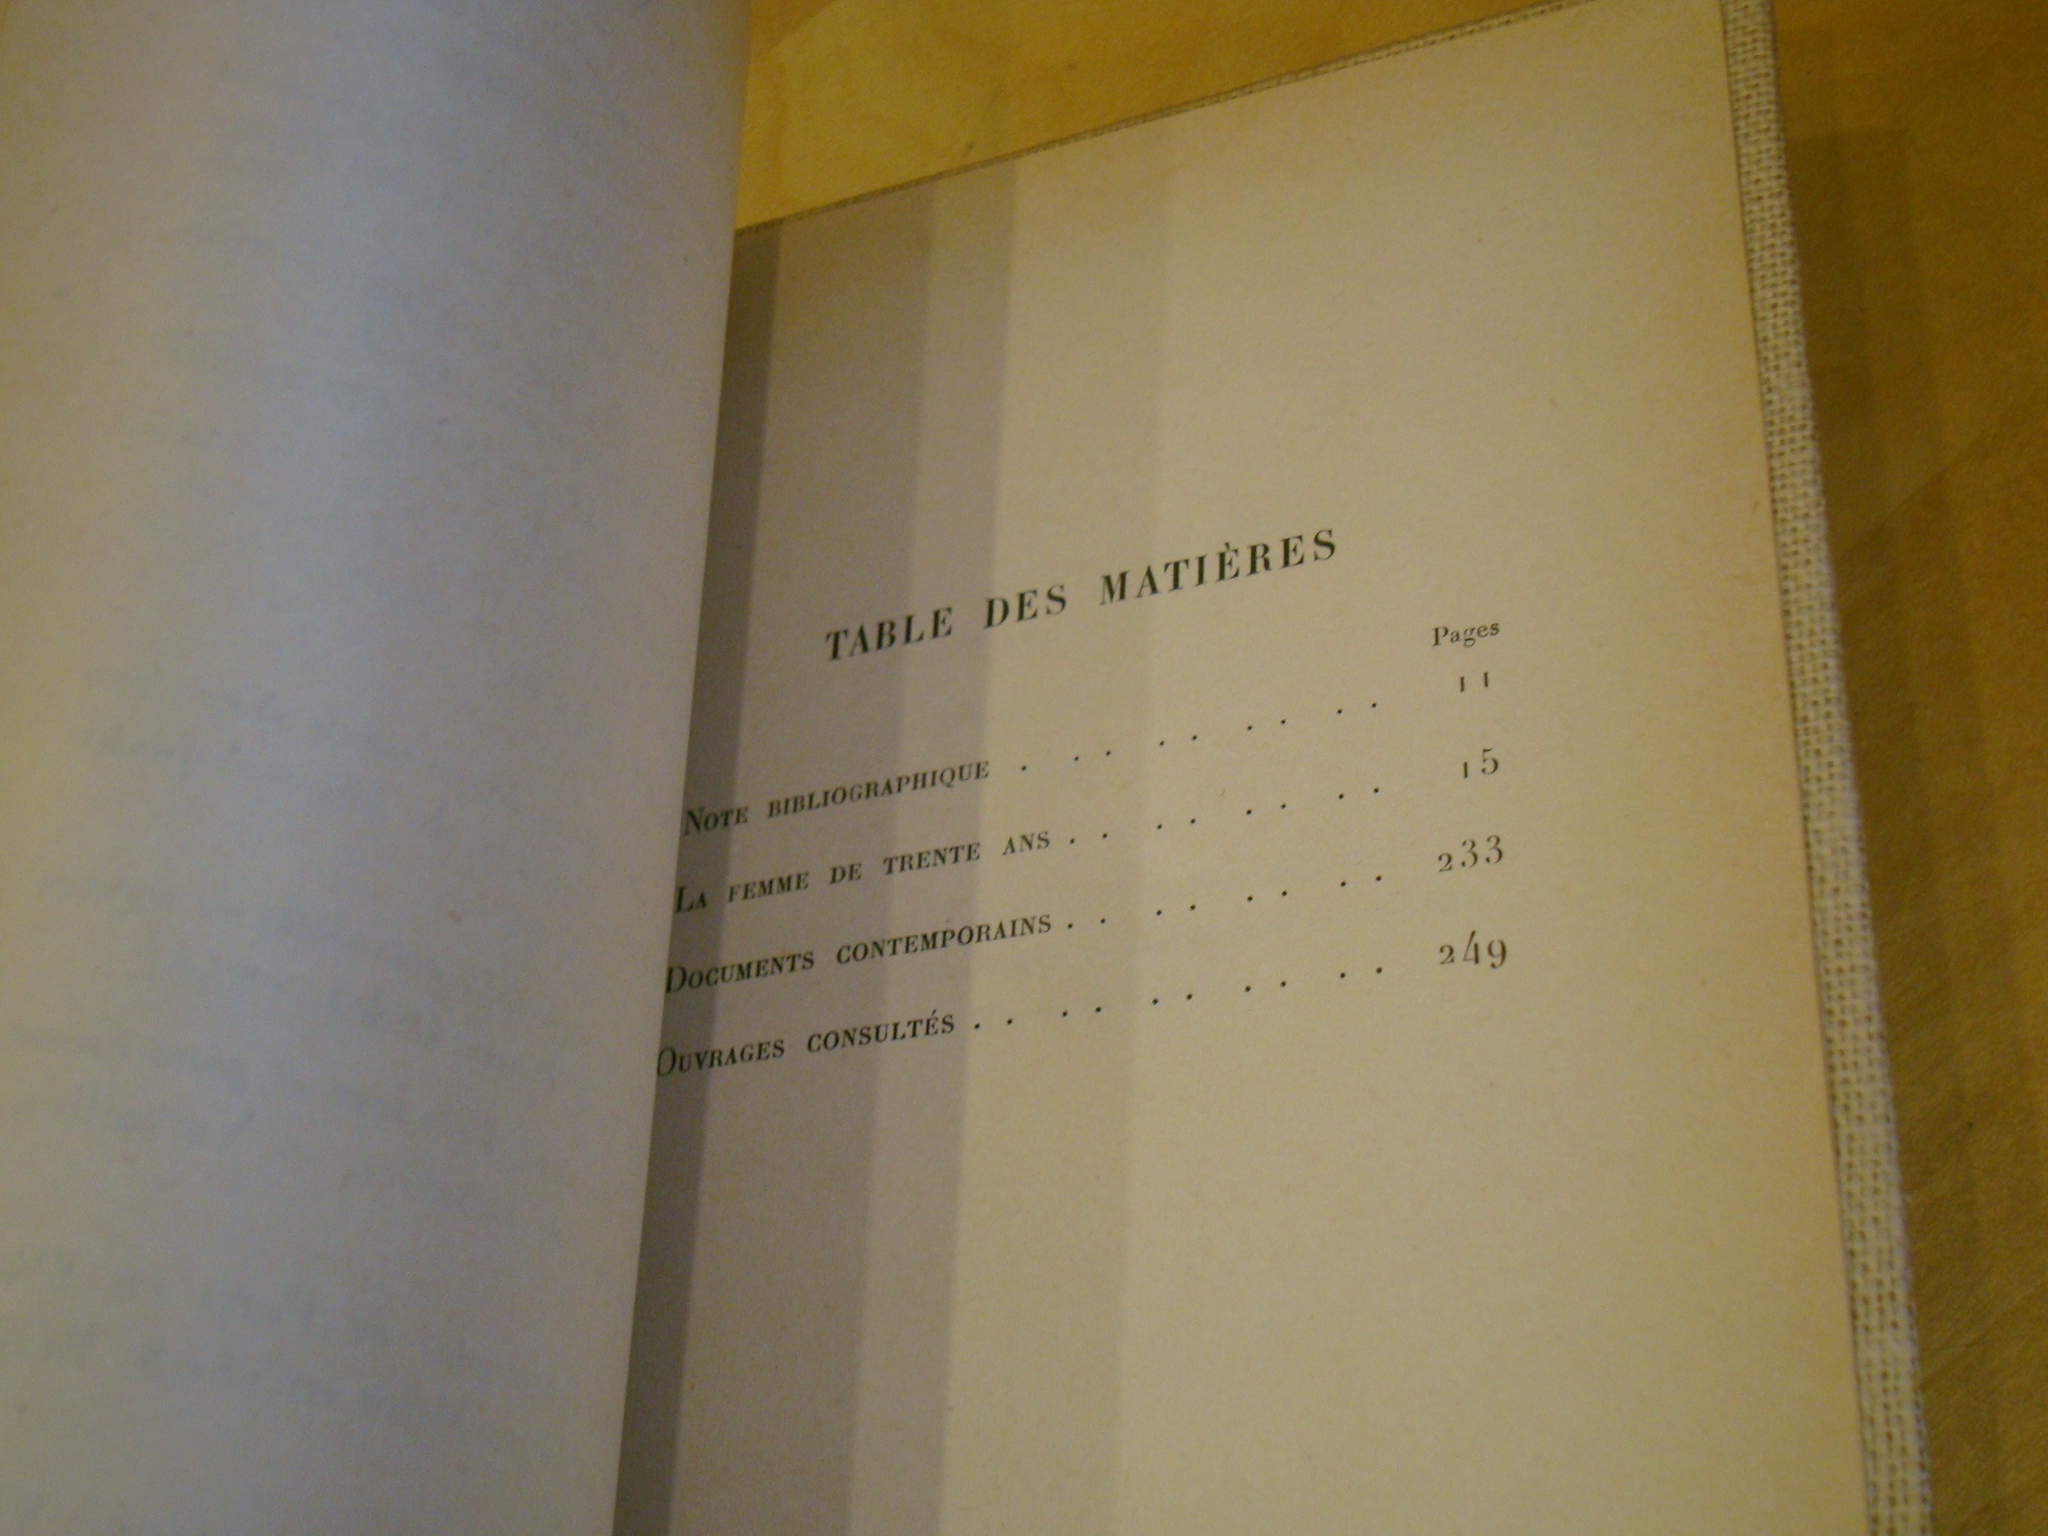 TABLE DES MATIÈRES
Pages
NOTE BIBLIOGRAPHIQUE . . . . . . . . . 11
LA FEMME DE TRENTE ANS . . . . . . . . 15
DOCUMENTS CONTEMPORAINS . . . . . . . . 233
OUVRAGES CONSULTÉS . . . . . . . . . . 249